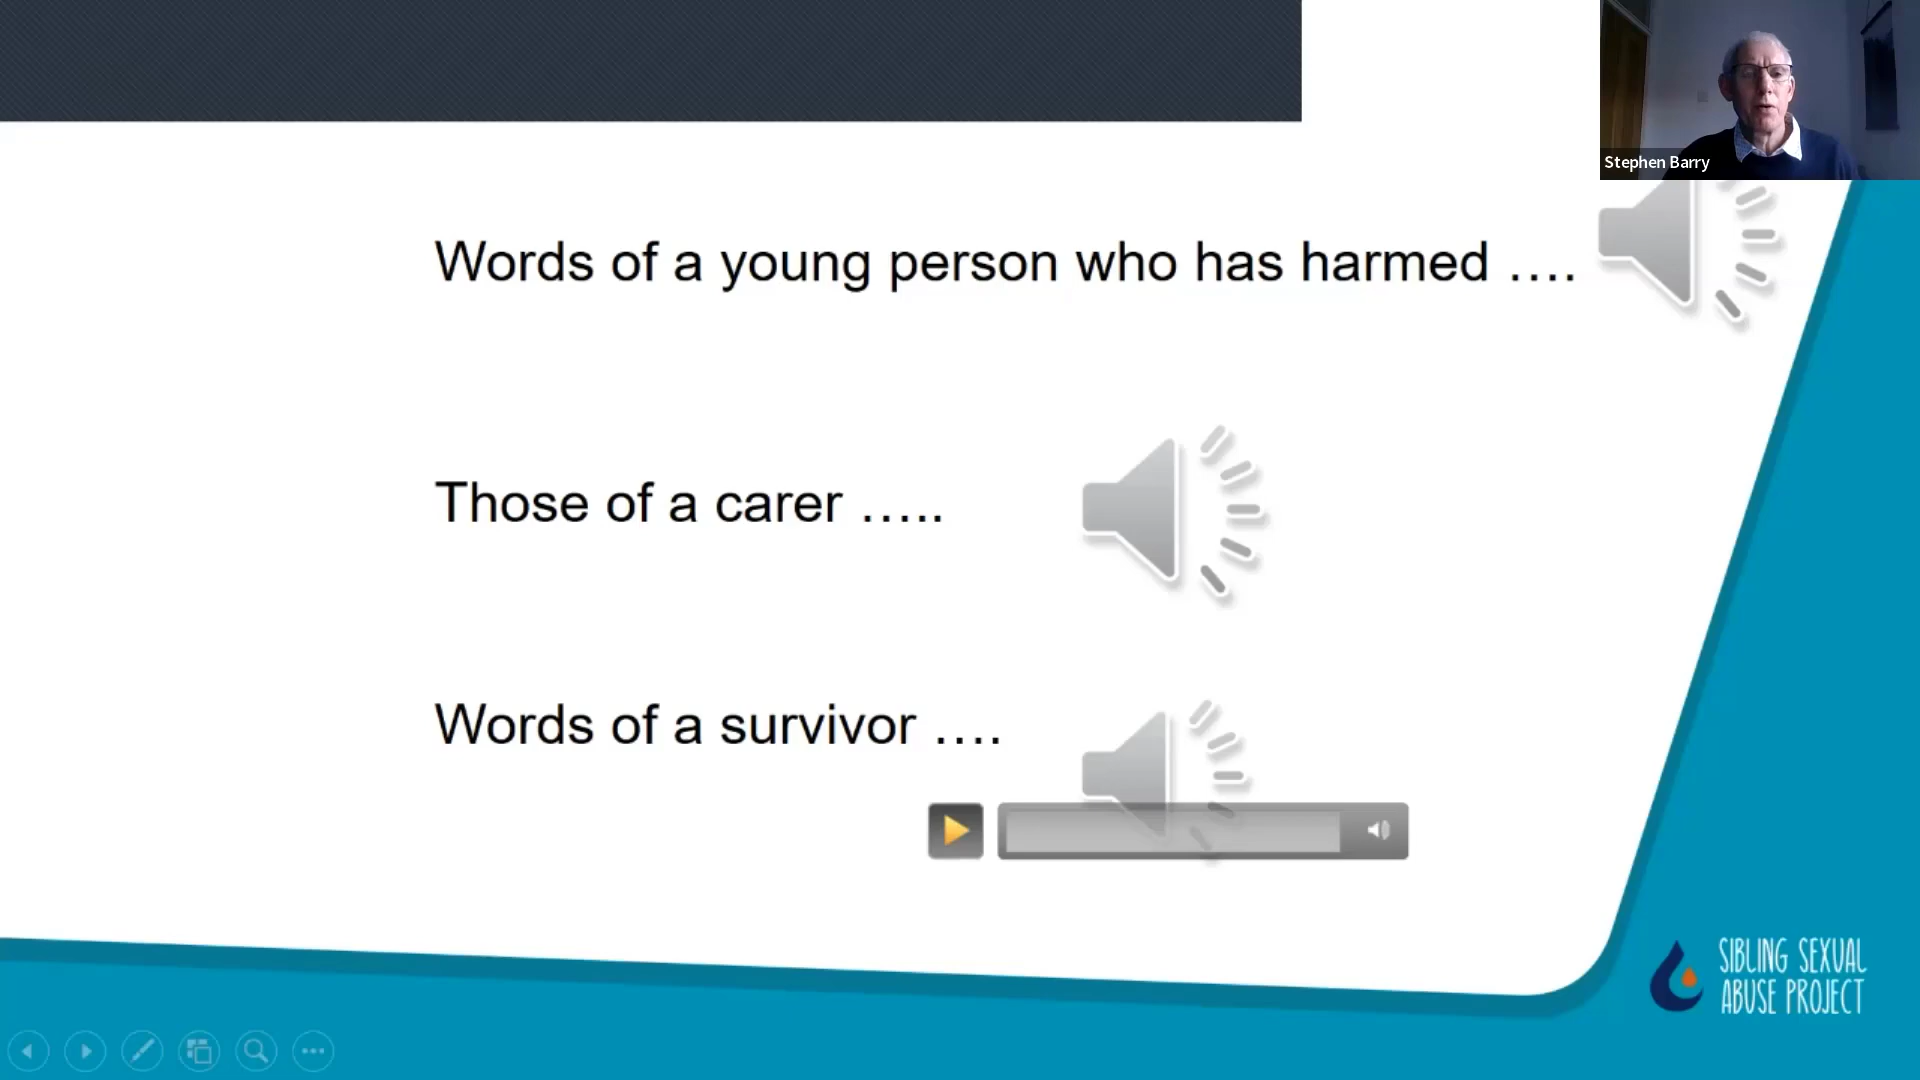 Stephen Barry
Words of a young person who has harmed ….
Those of a carer …..
Words of a survivor ….
SIBLING SEXUAL
ABUSE PROJECT